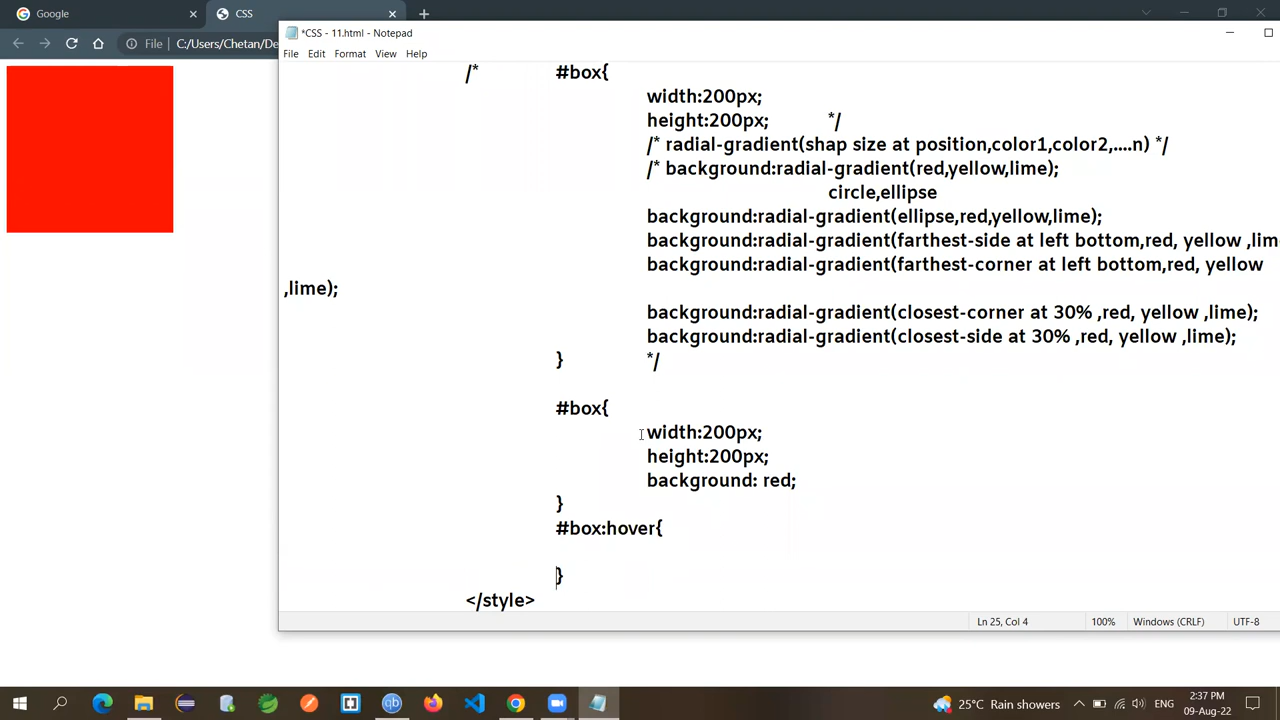 Google
CSS
File
C:/Users/Chetan/De
*CSS - 11.html - Notepad
File Edit Format View Help
/* #box{
width:200px;
height:200px; */
/* radial-gradient(shap size at position,color1,color2,....n) */
/* background:radial-gradient(red,yellow,lime);
circle,ellipse
background:radial-gradient(ellipse,red,yellow,lime);
background:radial-gradient(farthest-side at left bottom,red, yellow ,lim
background:radial-gradient(farthest-corner at left bottom,red, yellow
,lime);
background:radial-gradient(closest-corner at 30% ,red, yellow ,lime);
background:radial-gradient(closest-side at 30% ,red, yellow ,lime);
} */
#box{
width:200px;
height:200px;
background: red;
}
#box:hover{
}
</style>
Ln 25, Col 4 100% Windows (CRLF) UTF-8
25°C Rain showers ENG 2:37 PM
09-Aug-22